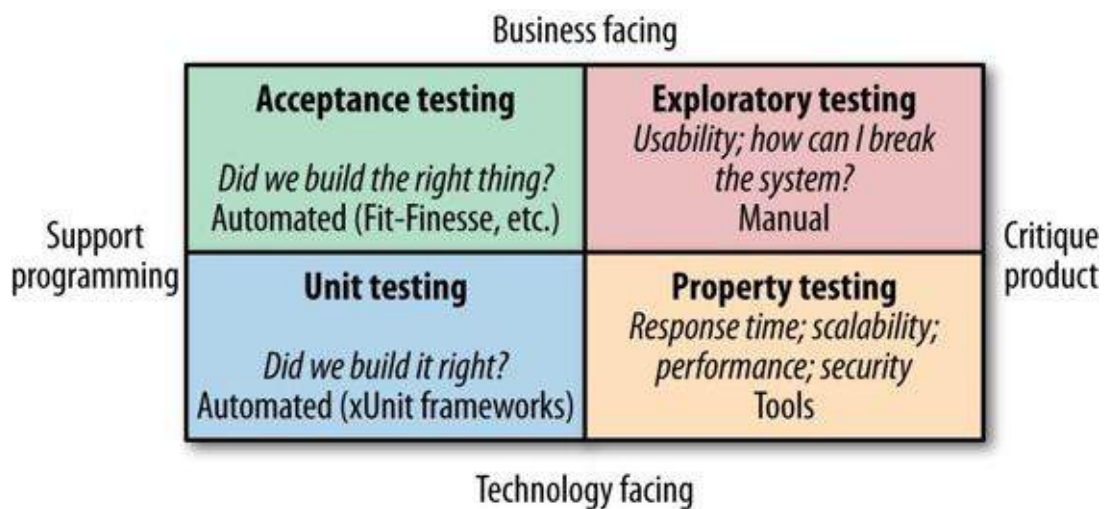 Business facing
Acceptance testing
Did we build the right thing?
Automated (Fit-Finesse, etc.)
Exploratory testing
Usability; how can I break
the system?
Manual
Support
programming
Critique
product
Unit testing
Did we build it right?
Automated (xUnit frameworks)
Property testing
Response time; scalability;
performance; security
Tools
Technology facing